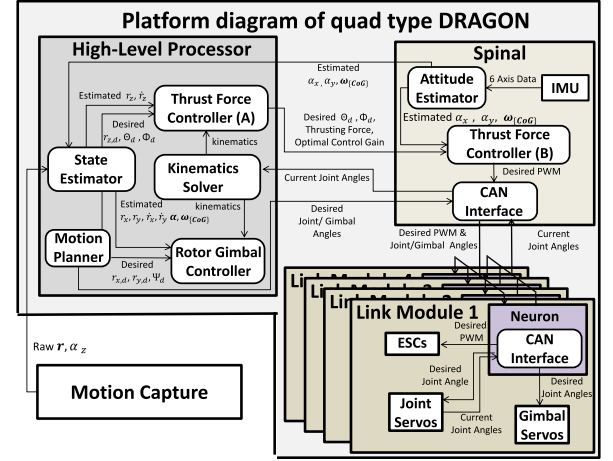 Platform diagram of quad type DRAGON
High-Level Processor
Estimated r_z, ṙ_z
Thrust Force
Controller (A)
Desired
r_{z,d}, Θ_d, Φ_d
kinematics
State
Estimator
Kinematics
Solver
Estimated
r_x, r_y, ṙ_x, ṙ_y α, ω_{CoG}
kinematics
Motion
Planner
Rotor Gimbal
Controller
Desired
r_{x,d}, r_{y,d}, Ψ_d
Estimated
α_x, α_y, ω_{CoG}
Desired Θ_d, Φ_d,
Thrusting Force,
Optimal Control Gain
Current Joint Angles
Desired
Joint/ Gimbal
Angles
Spinal
Attitude
Estimator
6 Axis Data
IMU
Estimated α_x, α_y, ω_{CoG}
Thrust Force
Controller (B)
Desired PWM
CAN
Interface
Desired PWM &
Joint/Gimbal Angles
Current
Joint Angles
Link Module 1
Neuron
CAN
Interface
Desired
PWM
ESCs
Desired
Joint Angle
Joint
Servos
Current
Joint Angles
Desired
Joint Angles
Gimbal
Servos
Raw r, α_z
Motion Capture